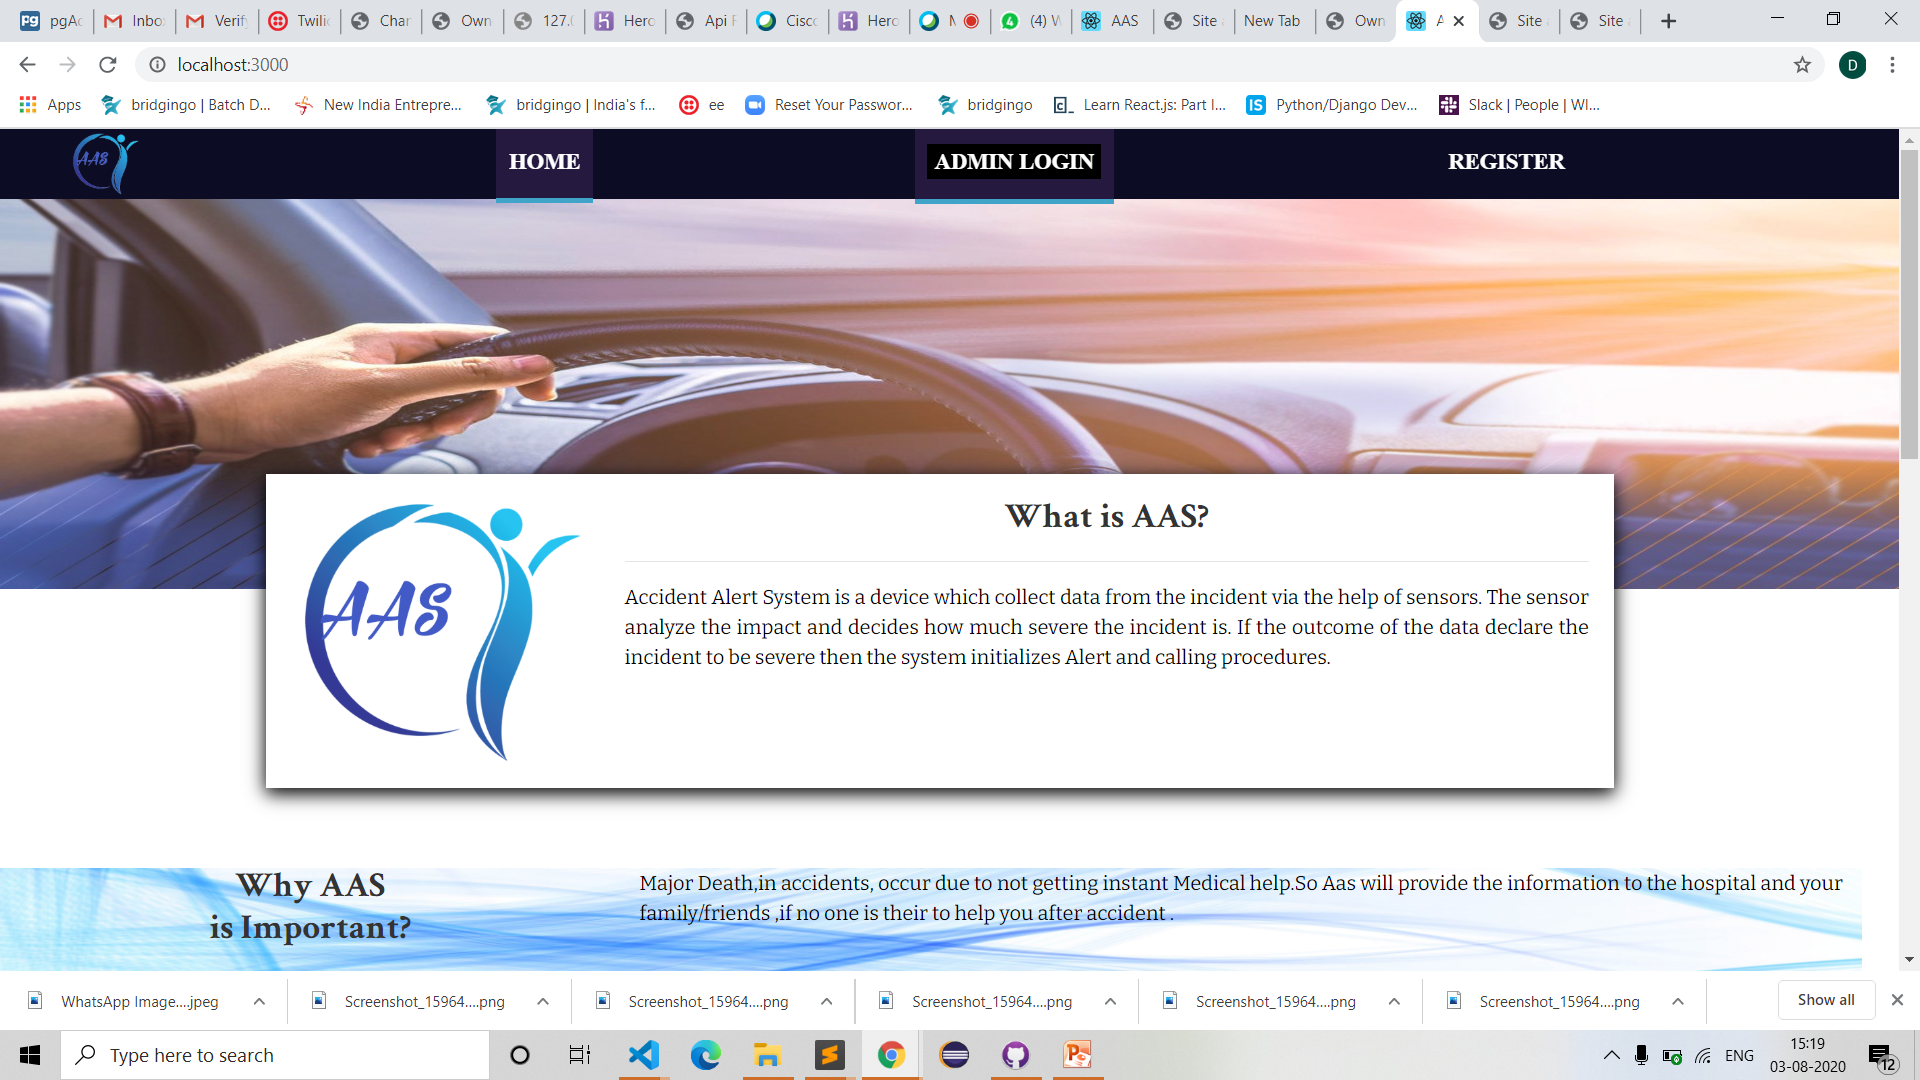 pgAc Inbo Verify Twilio Char Own 127.0 Hero Api F Cisco Hero (4) W AAS Site New Tab Own A Site Site
localhost:3000
D
Apps bridgingo | Batch D... New India Entrepre... bridgingo | India's f... ee Reset Your Passwor... bridgingo Learn React.js: Part I... Python/Django Dev... Slack | People | WI...
AAS HOME ADMIN LOGIN REGISTER
AAS
What is AAS?
Accident Alert System is a device which collect data from the incident via the help of sensors. The sensor
analyze the impact and decides how much severe the incident is. If the outcome of the data declare the
incident to be severe then the system initializes Alert and calling procedures.
Why AAS
is Important?
Major Death,in accidents, occur due to not getting instant Medical help.So Aas will provide the information to the hospital and your
family/friends ,if no one is their to help you after accident .
WhatsApp Image....jpeg Screenshot_15964....png Screenshot_15964....png Screenshot_15964....png Screenshot_15964....png Screenshot_15964....png Show all
Type here to search
ENG
15:19
03-08-2020
12